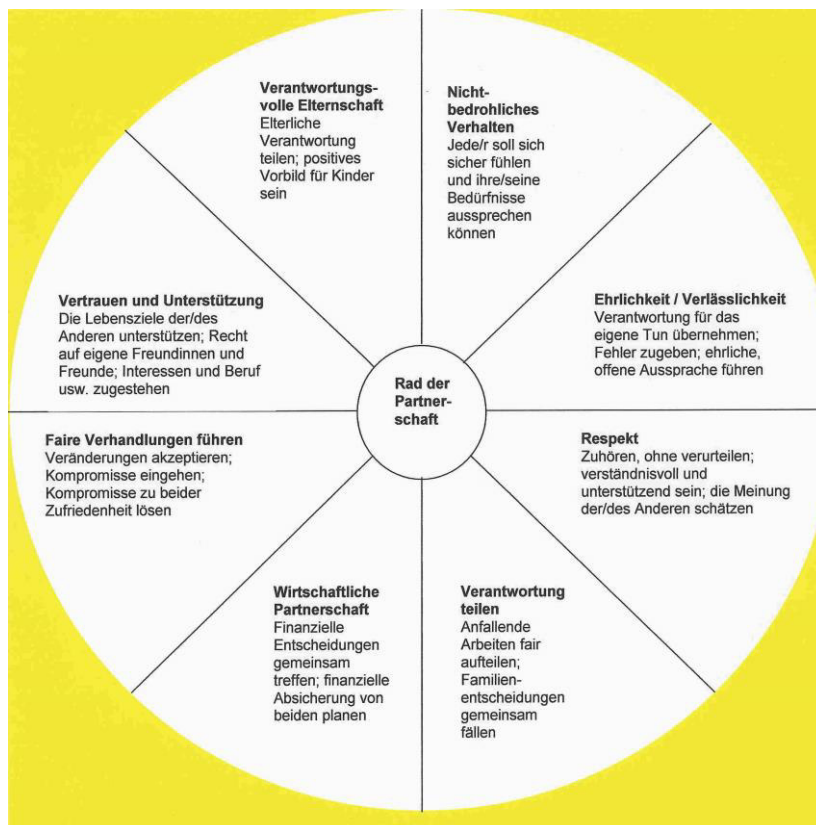 Verantwortungs-
volle Elternschaft
Elterliche
Verantwortung
teilen; positives
Vorbild für Kinder
sein
Nicht-
bedrohliches
Verhalten
Jede/r soll sich
sicher fühlen
und ihre/seine
Bedürfnisse
aussprechen
können
Vertrauen und Unterstützung
Die Lebensziele der/des
Anderen unterstützen; Recht
auf eigene Freundinnen und
Freunde; Interessen und Beruf
usw. zugestehen
Ehrlichkeit / Verlässlichkeit
Verantwortung für das
eigene Tun übernehmen;
Fehler zugeben; ehrliche,
offene Aussprache führen
Rad der
Partner-
schaft
Faire Verhandlungen führen
Veränderungen akzeptieren;
Kompromisse eingehen;
Kompromisse zu beider
Zufriedenheit lösen
Respekt
Zuhören, ohne verurteilen;
verständnisvoll und
unterstützend sein; die Meinung
der/des Anderen schätzen
Wirtschaftliche
Partnerschaft
Finanzielle
Entscheidungen
gemeinsam
treffen; finanzielle
Absicherung von
beiden planen
Verantwortung
teilen
Anfallende
Arbeiten fair
aufteilen;
Familien-
entscheidungen
gemeinsam
fällen